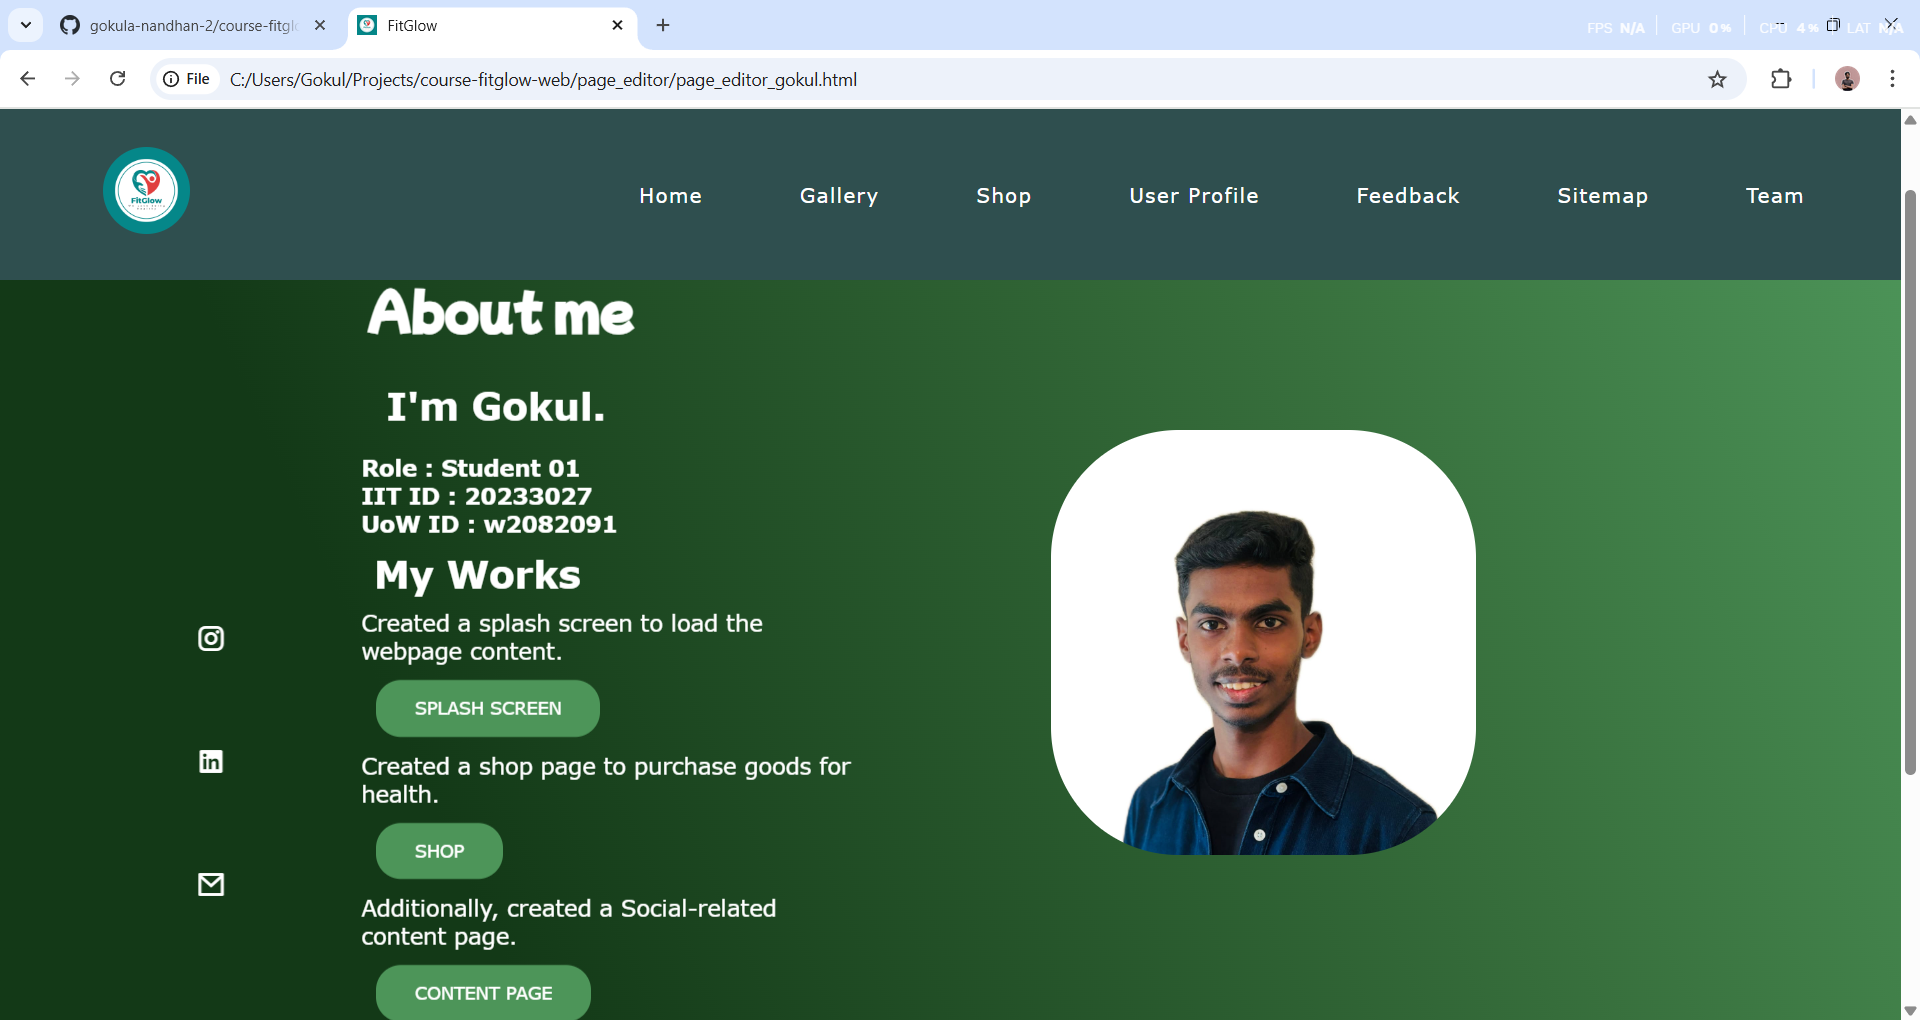 gokula-nandhan-2/course-fitglo
FitGlow
FPS N/A GPU 0% CPU 4% LAT N/A
File
C:/Users/Gokul/Projects/course-fitglow-web/page_editor/page_editor_gokul.html
FitGlow
Home
Gallery
Shop
User Profile
Feedback
Sitemap
Team
About me
I'm Gokul.
Role : Student 01
IIT ID : 20233027
UoW ID : w2082091
My Works
Created a splash screen to load the
webpage content.
SPLASH SCREEN
Created a shop page to purchase goods for
health.
SHOP
Additionally, created a Social-related
content page.
CONTENT PAGE